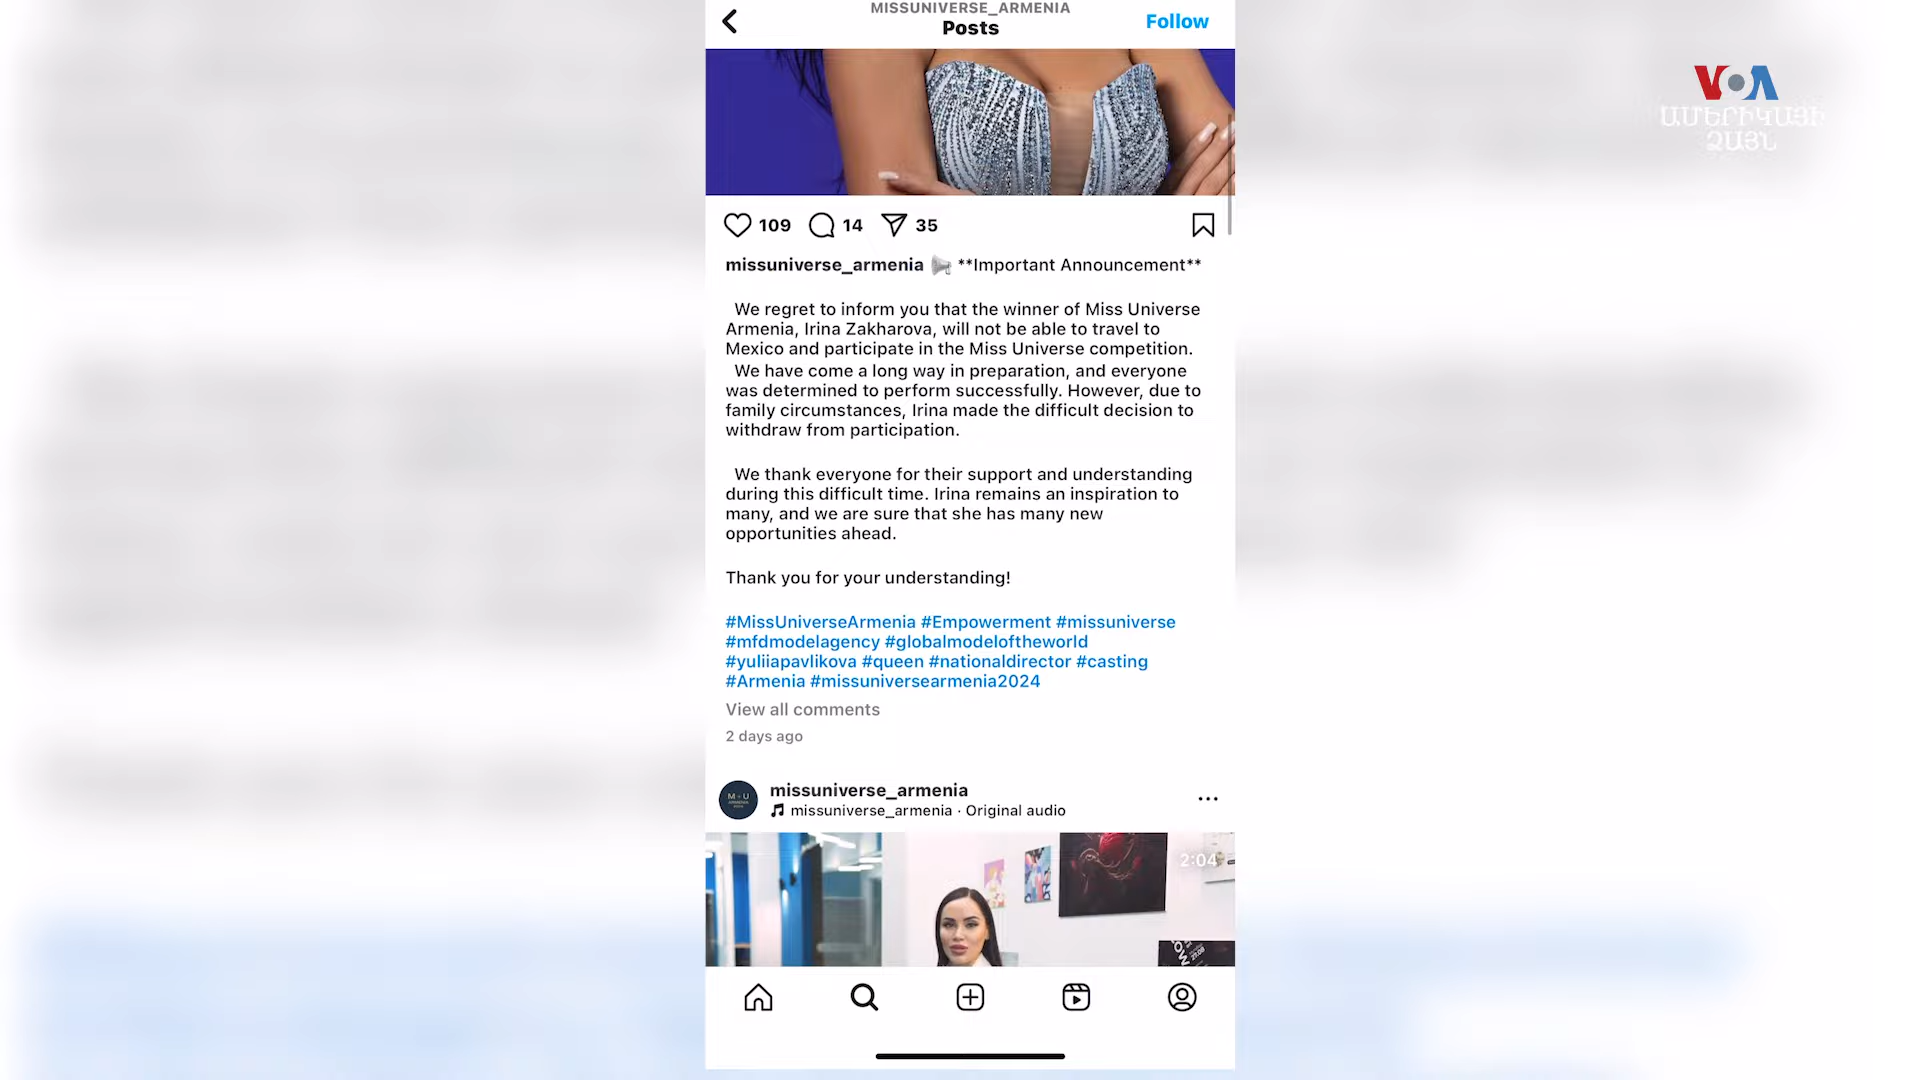 MISSUNIVERSE_ARMENIA
Posts
Follow
VOA
ԱՄԵՐԻԿԱՅԻ
ՁԱՅՆ
109 14 35
missuniverse_armenia 📢 **Important Announcement**
We regret to inform you that the winner of Miss Universe
Armenia, Irina Zakharova, will not be able to travel to
Mexico and participate in the Miss Universe competition.
We have come a long way in preparation, and everyone
was determined to perform successfully. However, due to
family circumstances, Irina made the difficult decision to
withdraw from participation.
We thank everyone for their support and understanding
during this difficult time. Irina remains an inspiration to
many, and we are sure that she has many new
opportunities ahead.
Thank you for your understanding!
#MissUniverseArmenia #Empowerment #missuniverse
#mfdmodelagency #globalmodeloftheworld
#yuliiapavlikova #queen #nationaldirector #casting
#Armenia #missuniversearmenia2024
View all comments
2 days ago
M U
missuniverse_armenia
missuniverse_armenia · Original audio
2:04